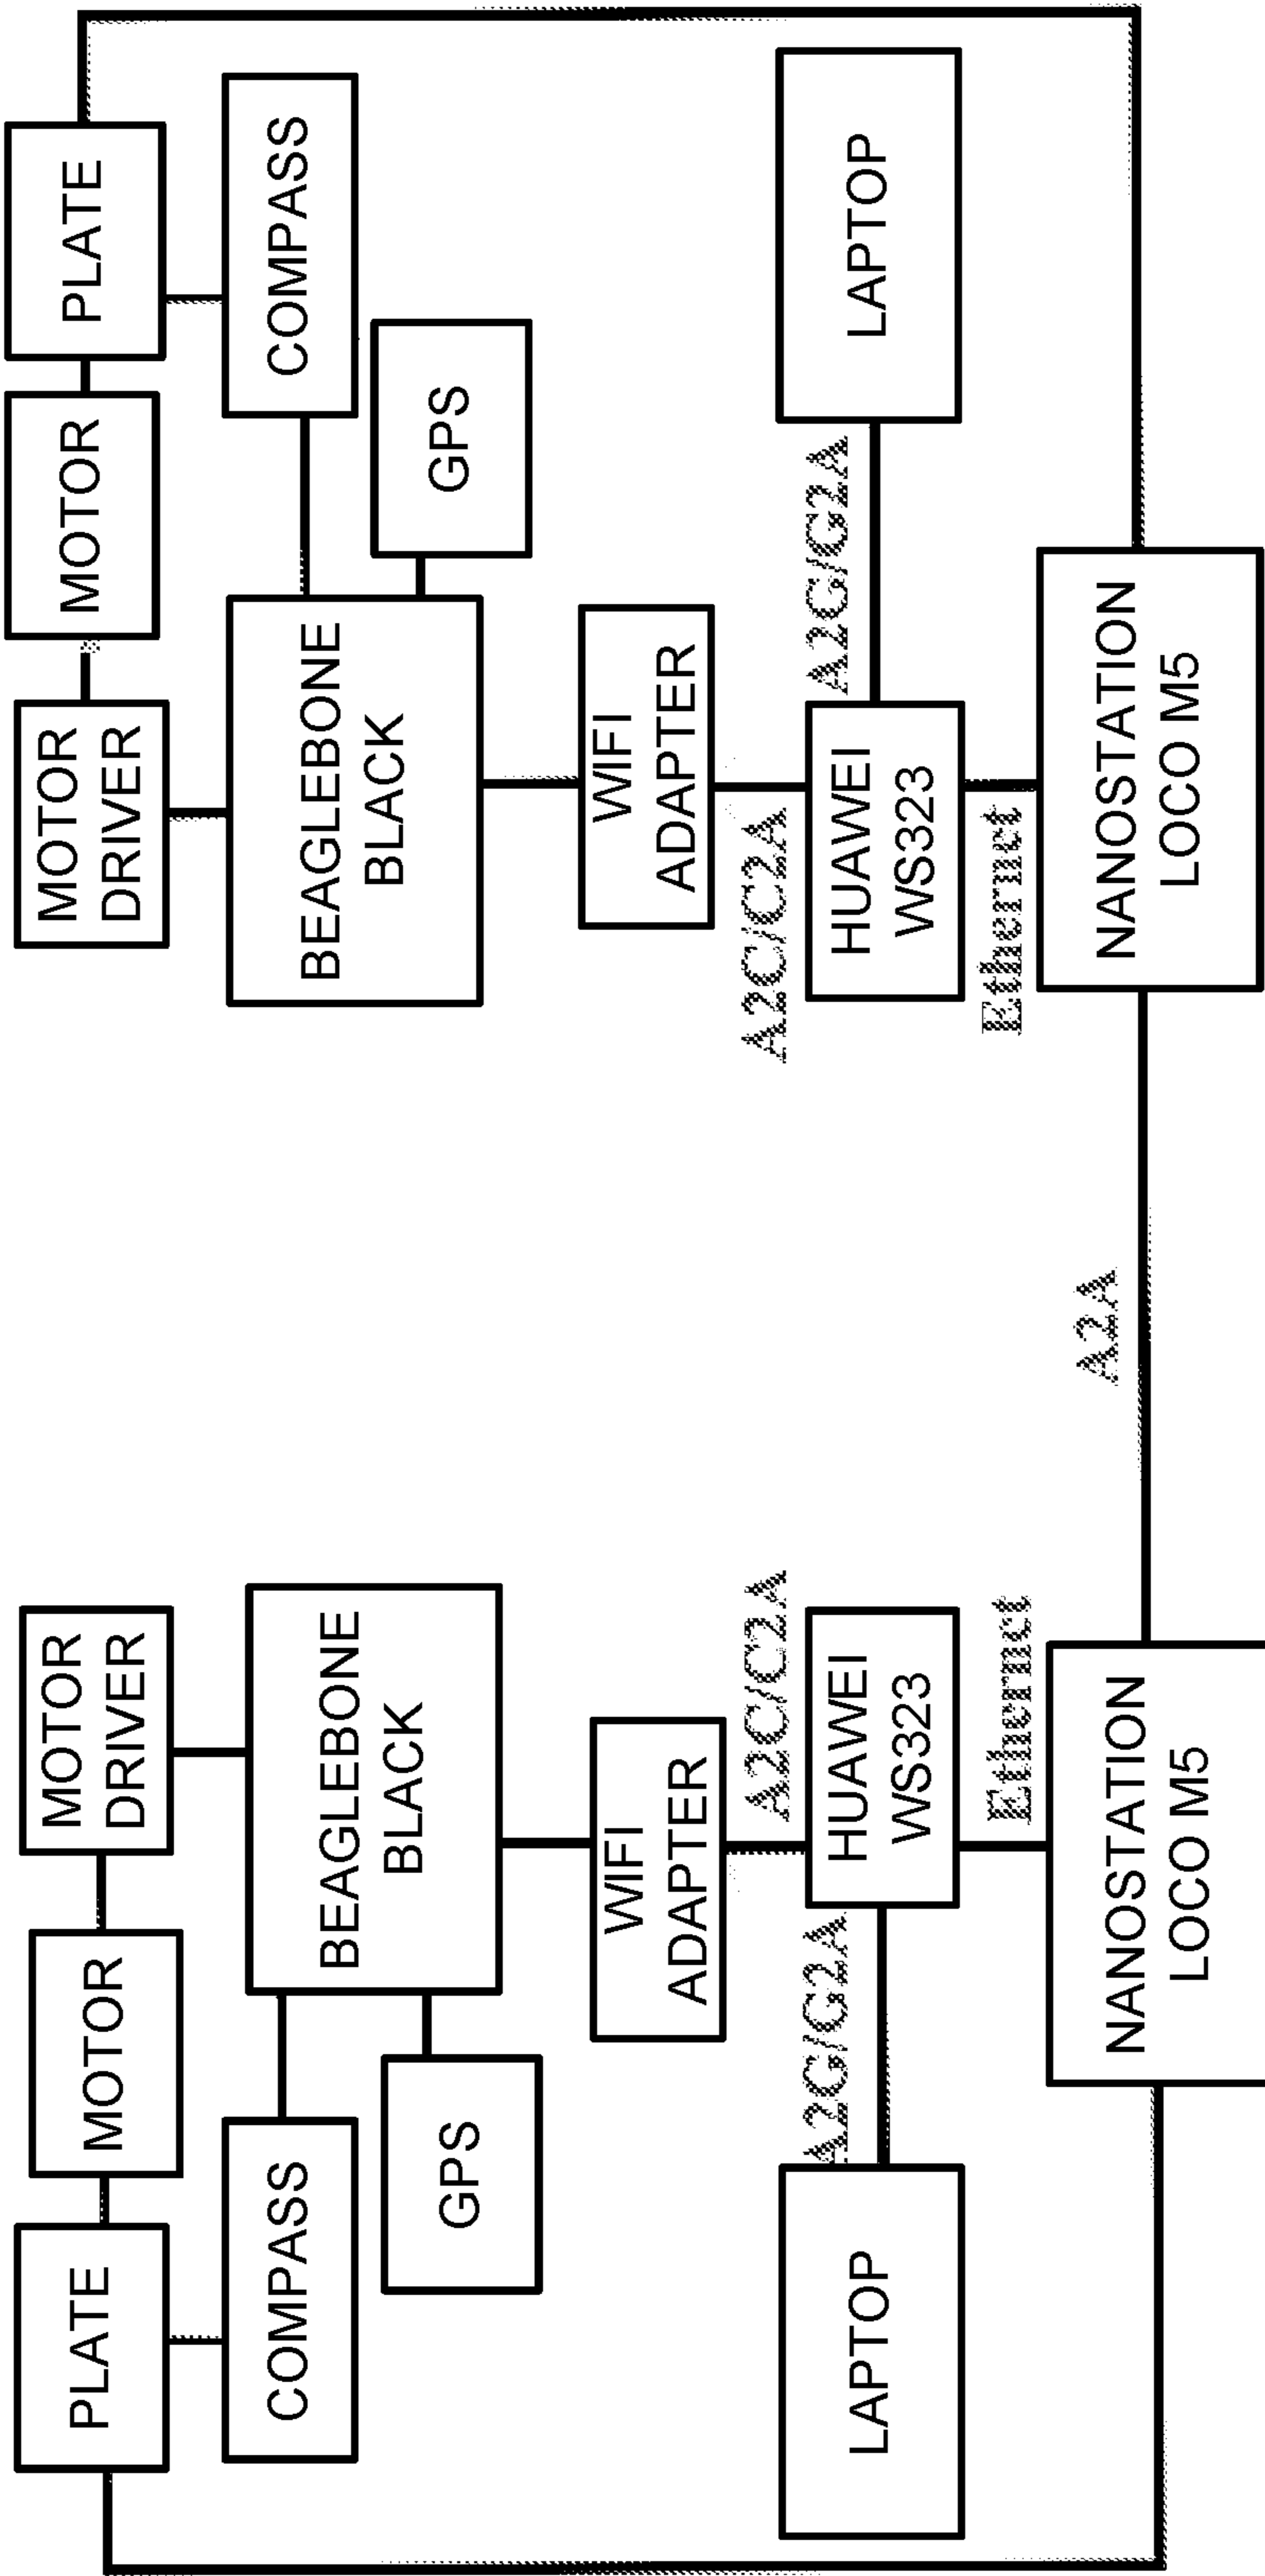 PLATE
MOTOR
MOTOR
DRIVER
COMPASS
GPS
BEAGLEBONE
BLACK
WIFI
ADAPTER
A2C/C2A
LAPTOP
A2G/G2A
HUAWEI
WS323
Ethernet
NANOSTATION
LOCO M5
A2A
MOTOR
DRIVER
MOTOR
PLATE
BEAGLEBONE
BLACK
COMPASS
GPS
WIFI
ADAPTER
A2C/C2A
HUAWEI
WS323
A2G/G2A
LAPTOP
Ethernet
NANOSTATION
LOCO M5